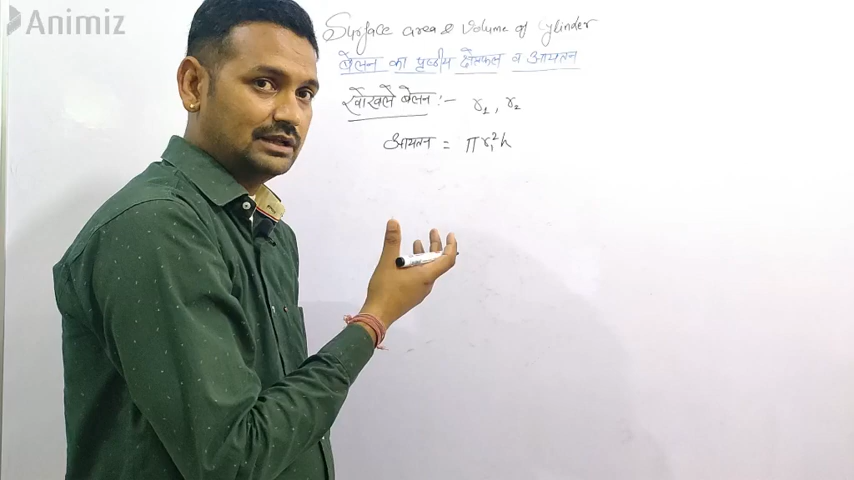 Animiz
Surface area & Volume of Cylinder
बेलन का पृष्ठीय क्षेत्रफल व आयतन
खोखले बेलन :- r₁, r₂
आयतन = πr₁²h